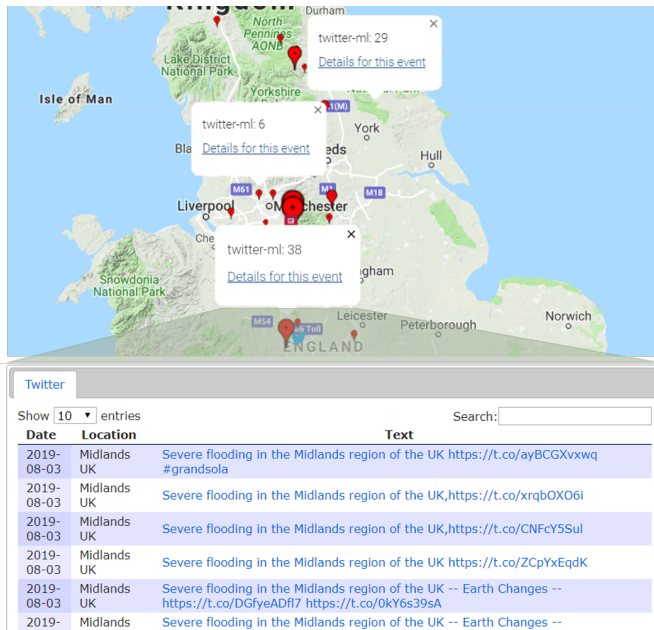 Kingdom
Durham
North
Pennines
AONB
Lake District
National Park
twitter-ml: 29
Details for this event
Isle of Man
Yorkshire
twitter-ml: 6
Details for this event
York
Hull
M61
M1
M18
Liverpool
Snowdonia
National Park
twitter-ml: 38
Details for this event
Norwich
M54
M6 Toll
Leicester
Peterborough
ENGLAND
Twitter
Show 10 entries
Search:
Date Location Text
2019-08-03 Midlands UK Severe flooding in the Midlands region of the UK https://t.co/ayBCGXvxwq #grandsola
2019-08-03 Midlands UK Severe flooding in the Midlands region of the UK,https://t.co/xrqbOXO6i
2019-08-03 Midlands UK Severe flooding in the Midlands region of the UK,https://t.co/CNFcY5Sul
2019-08-03 Midlands UK Severe flooding in the Midlands region of the UK https://t.co/ZCpYxEqdK
2019-08-03 Midlands UK Severe flooding in the Midlands region of the UK -- Earth Changes -- https://t.co/DGfyeADfl7 https://t.co/0kY6s39sA
2019- Midlands Severe flooding in the Midlands region of the UK -- Earth Changes --